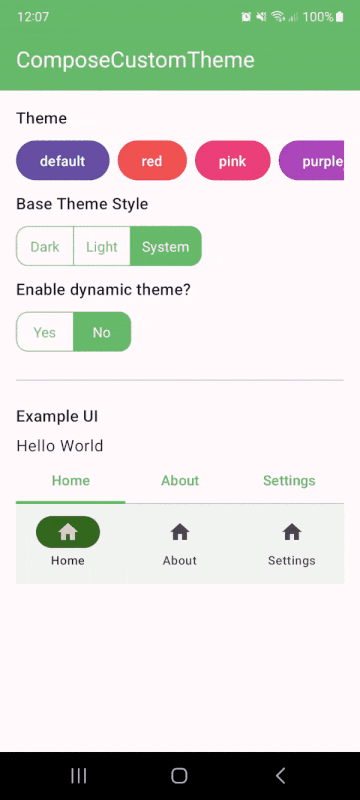 12:07 100%
ComposeCustomTheme
Theme
default red pink purple
Base Theme Style
Dark Light System
Enable dynamic theme?
Yes No
Example UI
Hello World
Home About Settings
Home About Settings